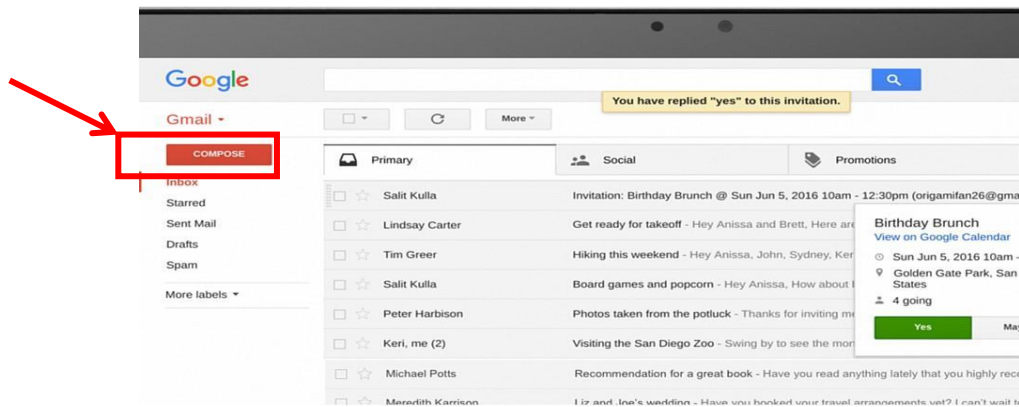 Google
You have replied "yes" to this invitation.
Gmail
More
COMPOSE
Primary Social Promotions
Inbox
Starred
Sent Mail
Drafts
Spam
More labels
Salit Kulla Invitation: Birthday Brunch @ Sun Jun 5, 2016 10am - 12:30pm (origamifan26@gma
Lindsay Carter Get ready for takeoff - Hey Anissa and Brett, Here are
Tim Greer Hiking this weekend - Hey Anissa, John, Sydney, Ker
Salit Kulla Board games and popcorn - Hey Anissa, How about
Peter Harbison Photos taken from the potluck - Thanks for inviting me
Keri, me (2) Visiting the San Diego Zoo - Swing by to see the mon
Michael Potts Recommendation for a great book - Have you read anything lately that you highly rec
Meredith Karrison Liz and Joe's wedding - Have you booked your travel arrangements yet? I can't wait to
Birthday Brunch
View on Google Calendar
Sun Jun 5, 2016 10am -
Golden Gate Park, San
States
4 going
Yes May